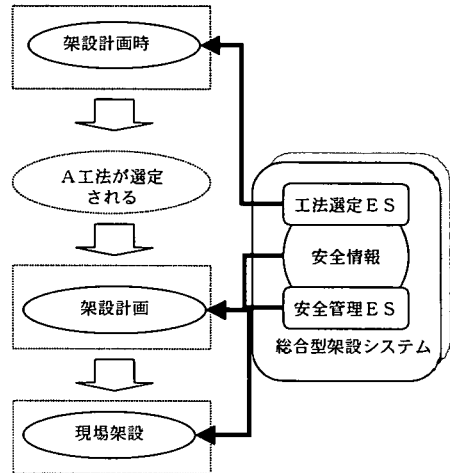 架設計画時
A工法が選定
される
工法選定ES
安全情報
架設計画
安全管理ES
総合型架設システム
現場架設